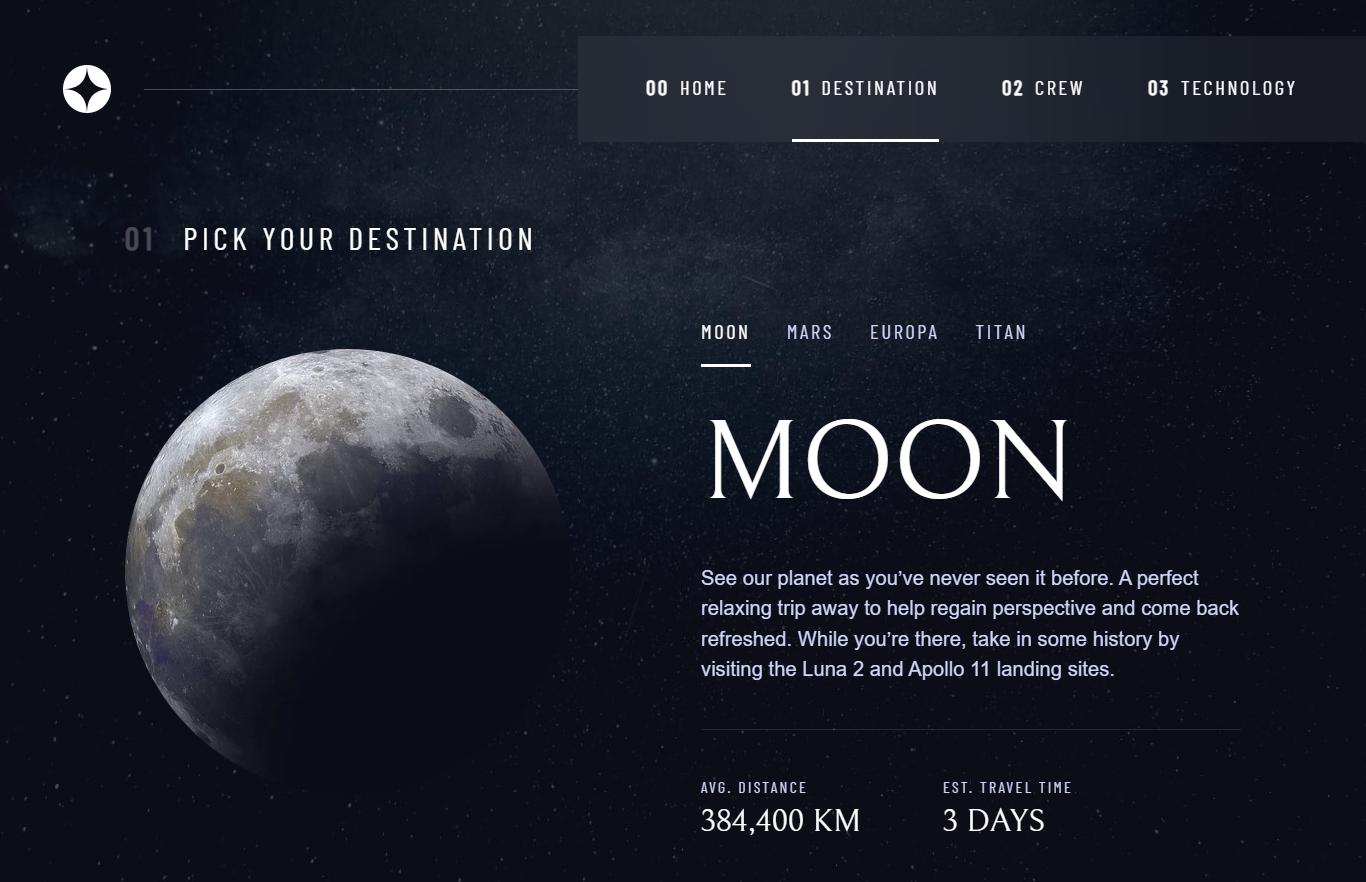 00 HOME 01 DESTINATION 02 CREW 03 TECHNOLOGY
01 PICK YOUR DESTINATION
MOON MARS EUROPA TITAN
MOON
See our planet as you’ve never seen it before. A perfect
relaxing trip away to help regain perspective and come back
refreshed. While you’re there, take in some history by
visiting the Luna 2 and Apollo 11 landing sites.
AVG. DISTANCE
384,400 KM
EST. TRAVEL TIME
3 DAYS